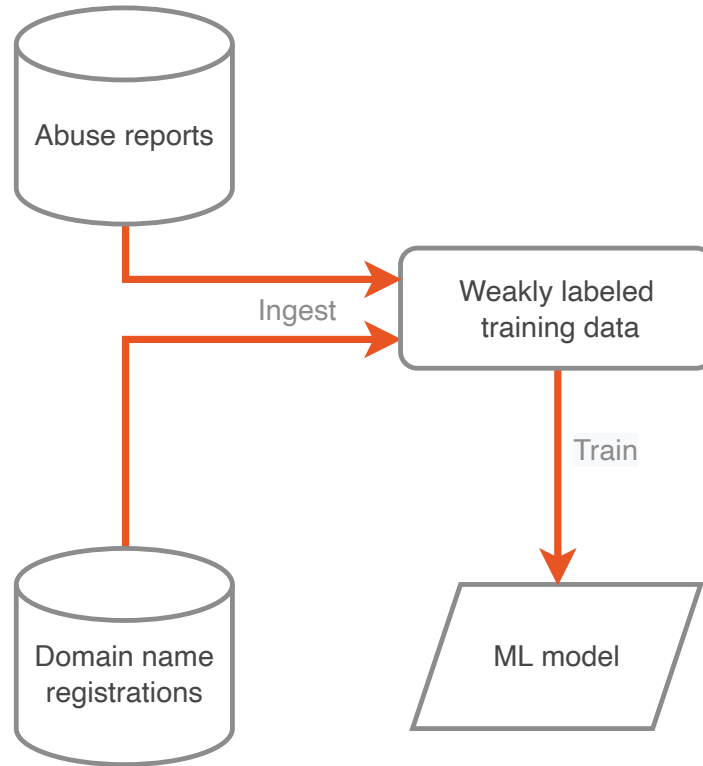 Abuse reports
Weakly labeled
training data
Ingest
Train
Domain name
registrations
ML model